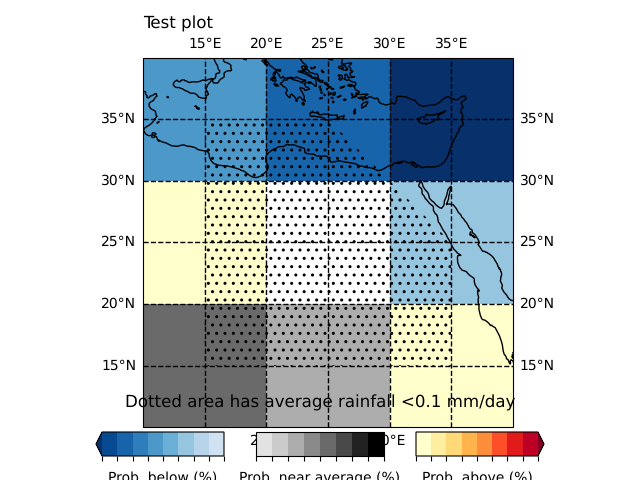 Test plot
15°E 20°E 25°E 30°E 35°E
35°N 35°N
30°N 30°N
25°N 25°N
20°N 20°N
15°N 15°N
Dotted area has average rainfall <0.1 mm/day
Prob. below (%) Prob. near average (%) Prob. above (%)